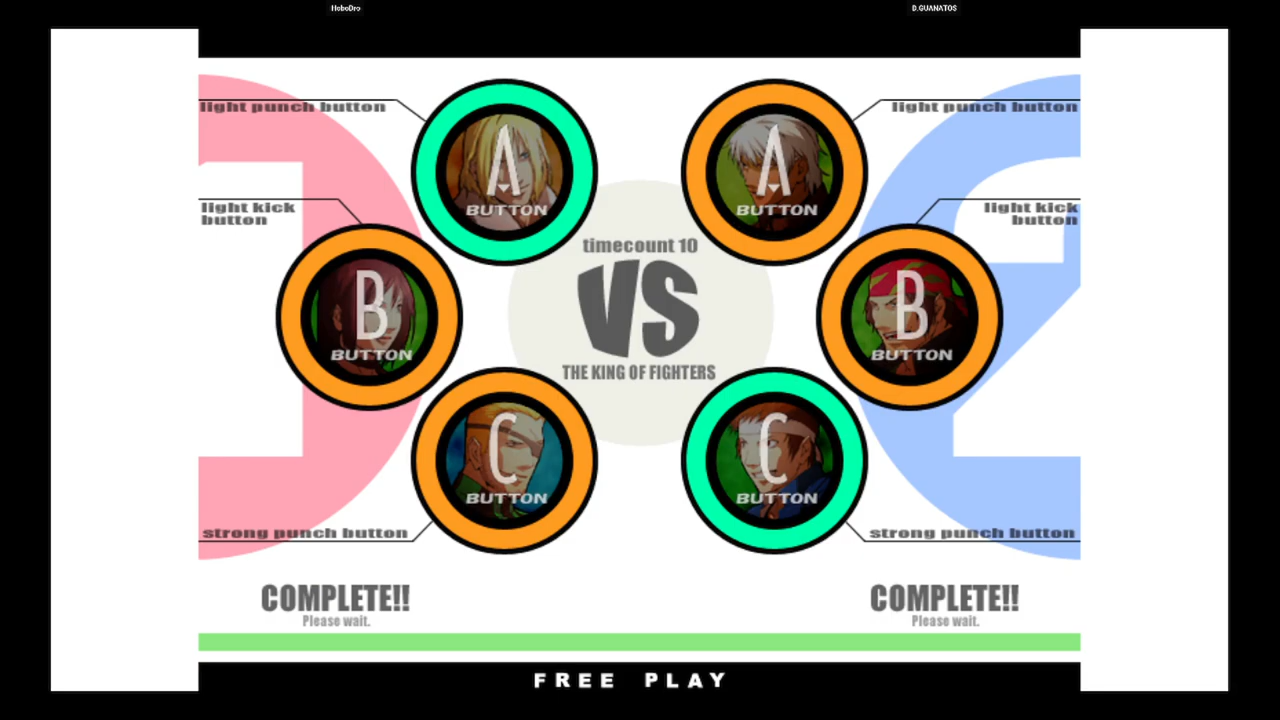 HoboDro
D.GUANATOS
light punch button
light punch button
A
BUTTON
A
BUTTON
light kick
button
light kick
button
timecount 10
VS
THE KING OF FIGHTERS
B
BUTTON
B
BUTTON
C
BUTTON
C
BUTTON
strong punch button
strong punch button
COMPLETE!!
Please wait.
COMPLETE!!
Please wait.
FREE PLAY
1
2